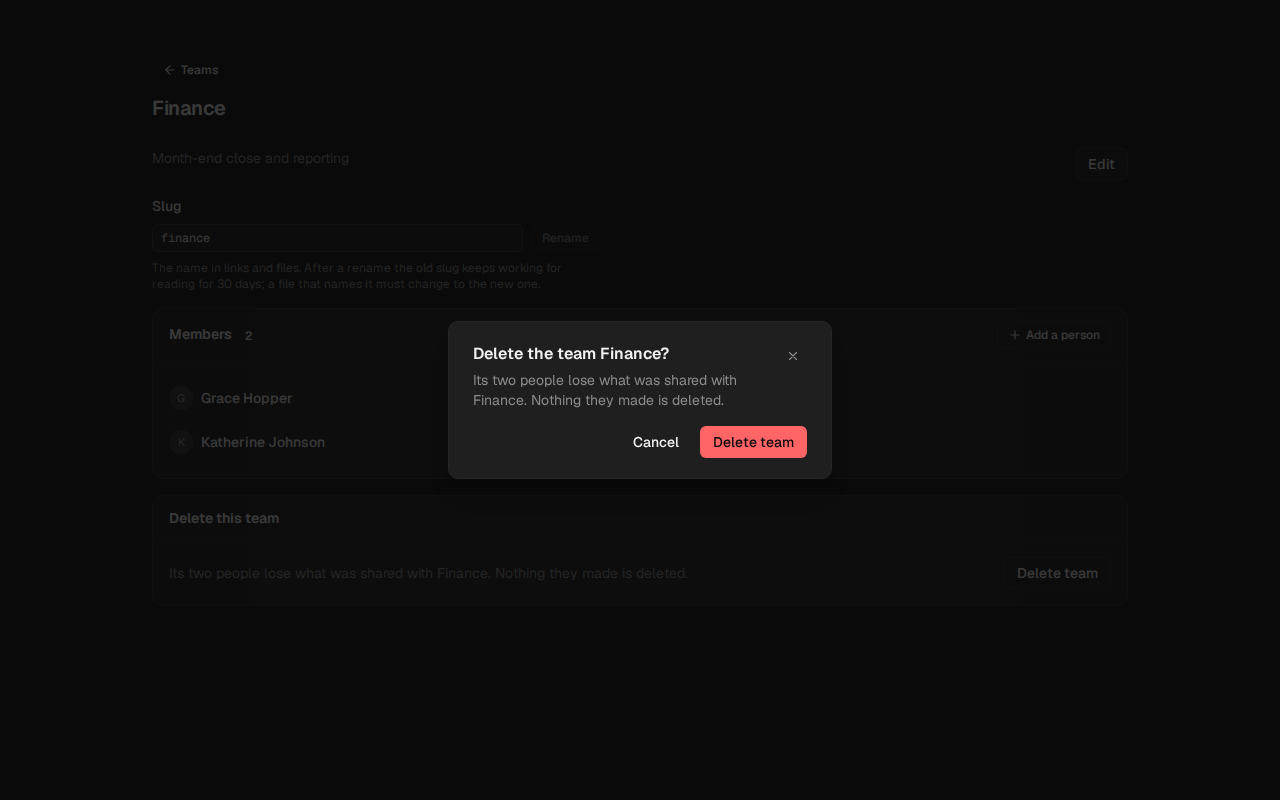 Teams
Finance
Month-end close and reporting
Edit
Slug
finance
Rename
The name in links and files. After a rename the old slug keeps working for
reading for 30 days; a file that names it must change to the new one.
Members 2
Add a person
G Grace Hopper
K Katherine Johnson
Delete the team Finance?
Its two people lose what was shared with
Finance. Nothing they made is deleted.
Cancel
Delete team
Delete this team
Its two people lose what was shared with Finance. Nothing they made is deleted.
Delete team